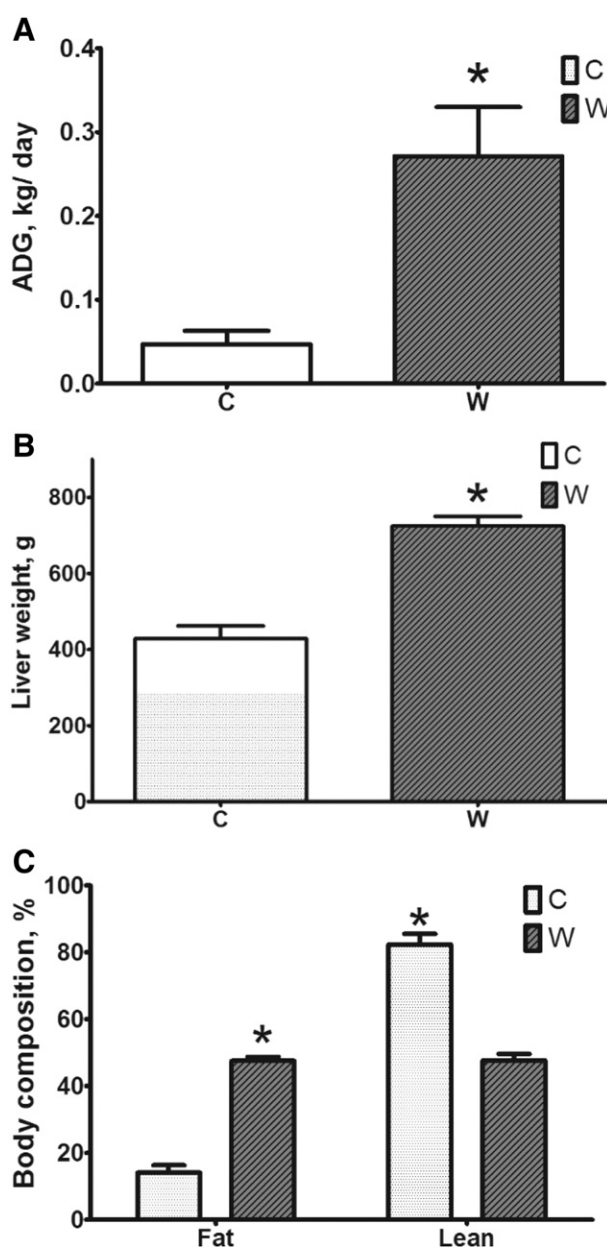 A
ADG, kg/ day
0.4
0.3
0.2
0.1
0.0
C
W
*
C
W
B
Liver weight, g
800
600
400
200
0
C
W
*
C
W
C
Body composition, %
100
80
60
40
20
0
C
W
*
*
Fat
Lean